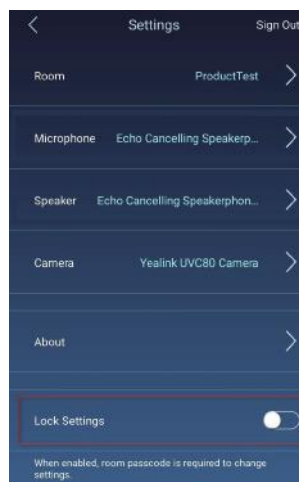 Settings Sign Out
Room ProductTest
Microphone Echo Cancelling Speakerp...
Speaker Echo Cancelling Speakerphon...
Camera Yealink UVC80 Camera
About
Lock Settings
When enabled, room passcode is required to change
settings.